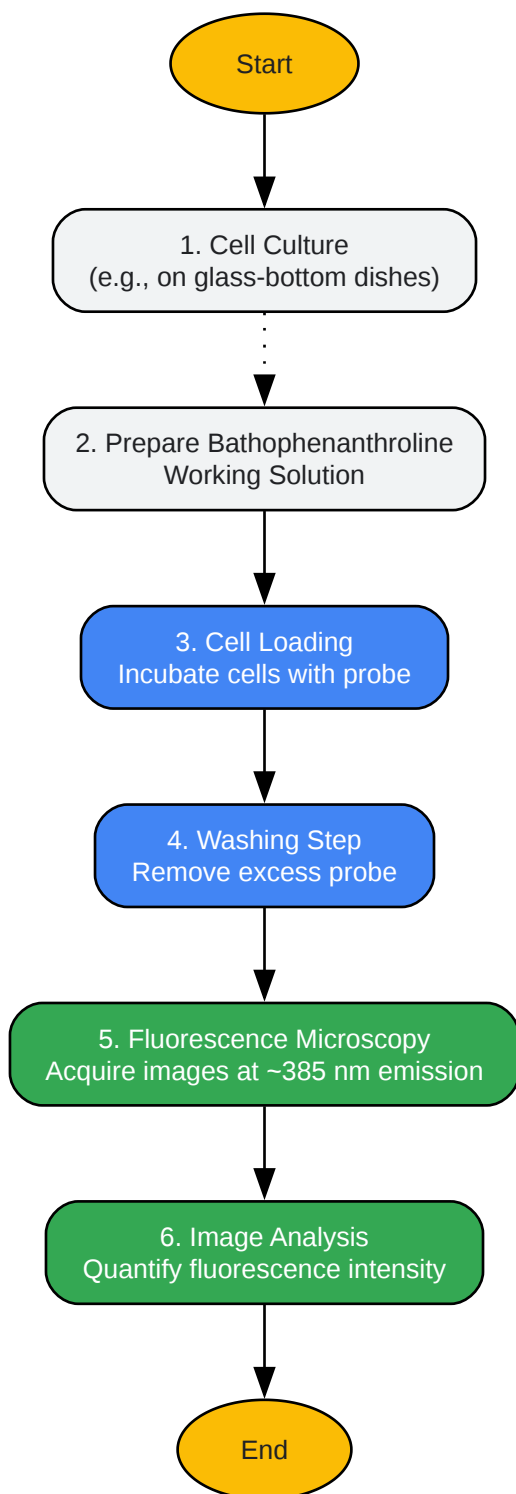 Start
1. Cell Culture
(e.g., on glass-bottom dishes)
2. Prepare Bathophenanthroline
Working Solution
3. Cell Loading
Incubate cells with probe
4. Washing Step
Remove excess probe
5. Fluorescence Microscopy
Acquire images at ~385 nm emission
6. Image Analysis
Quantify fluorescence intensity
End